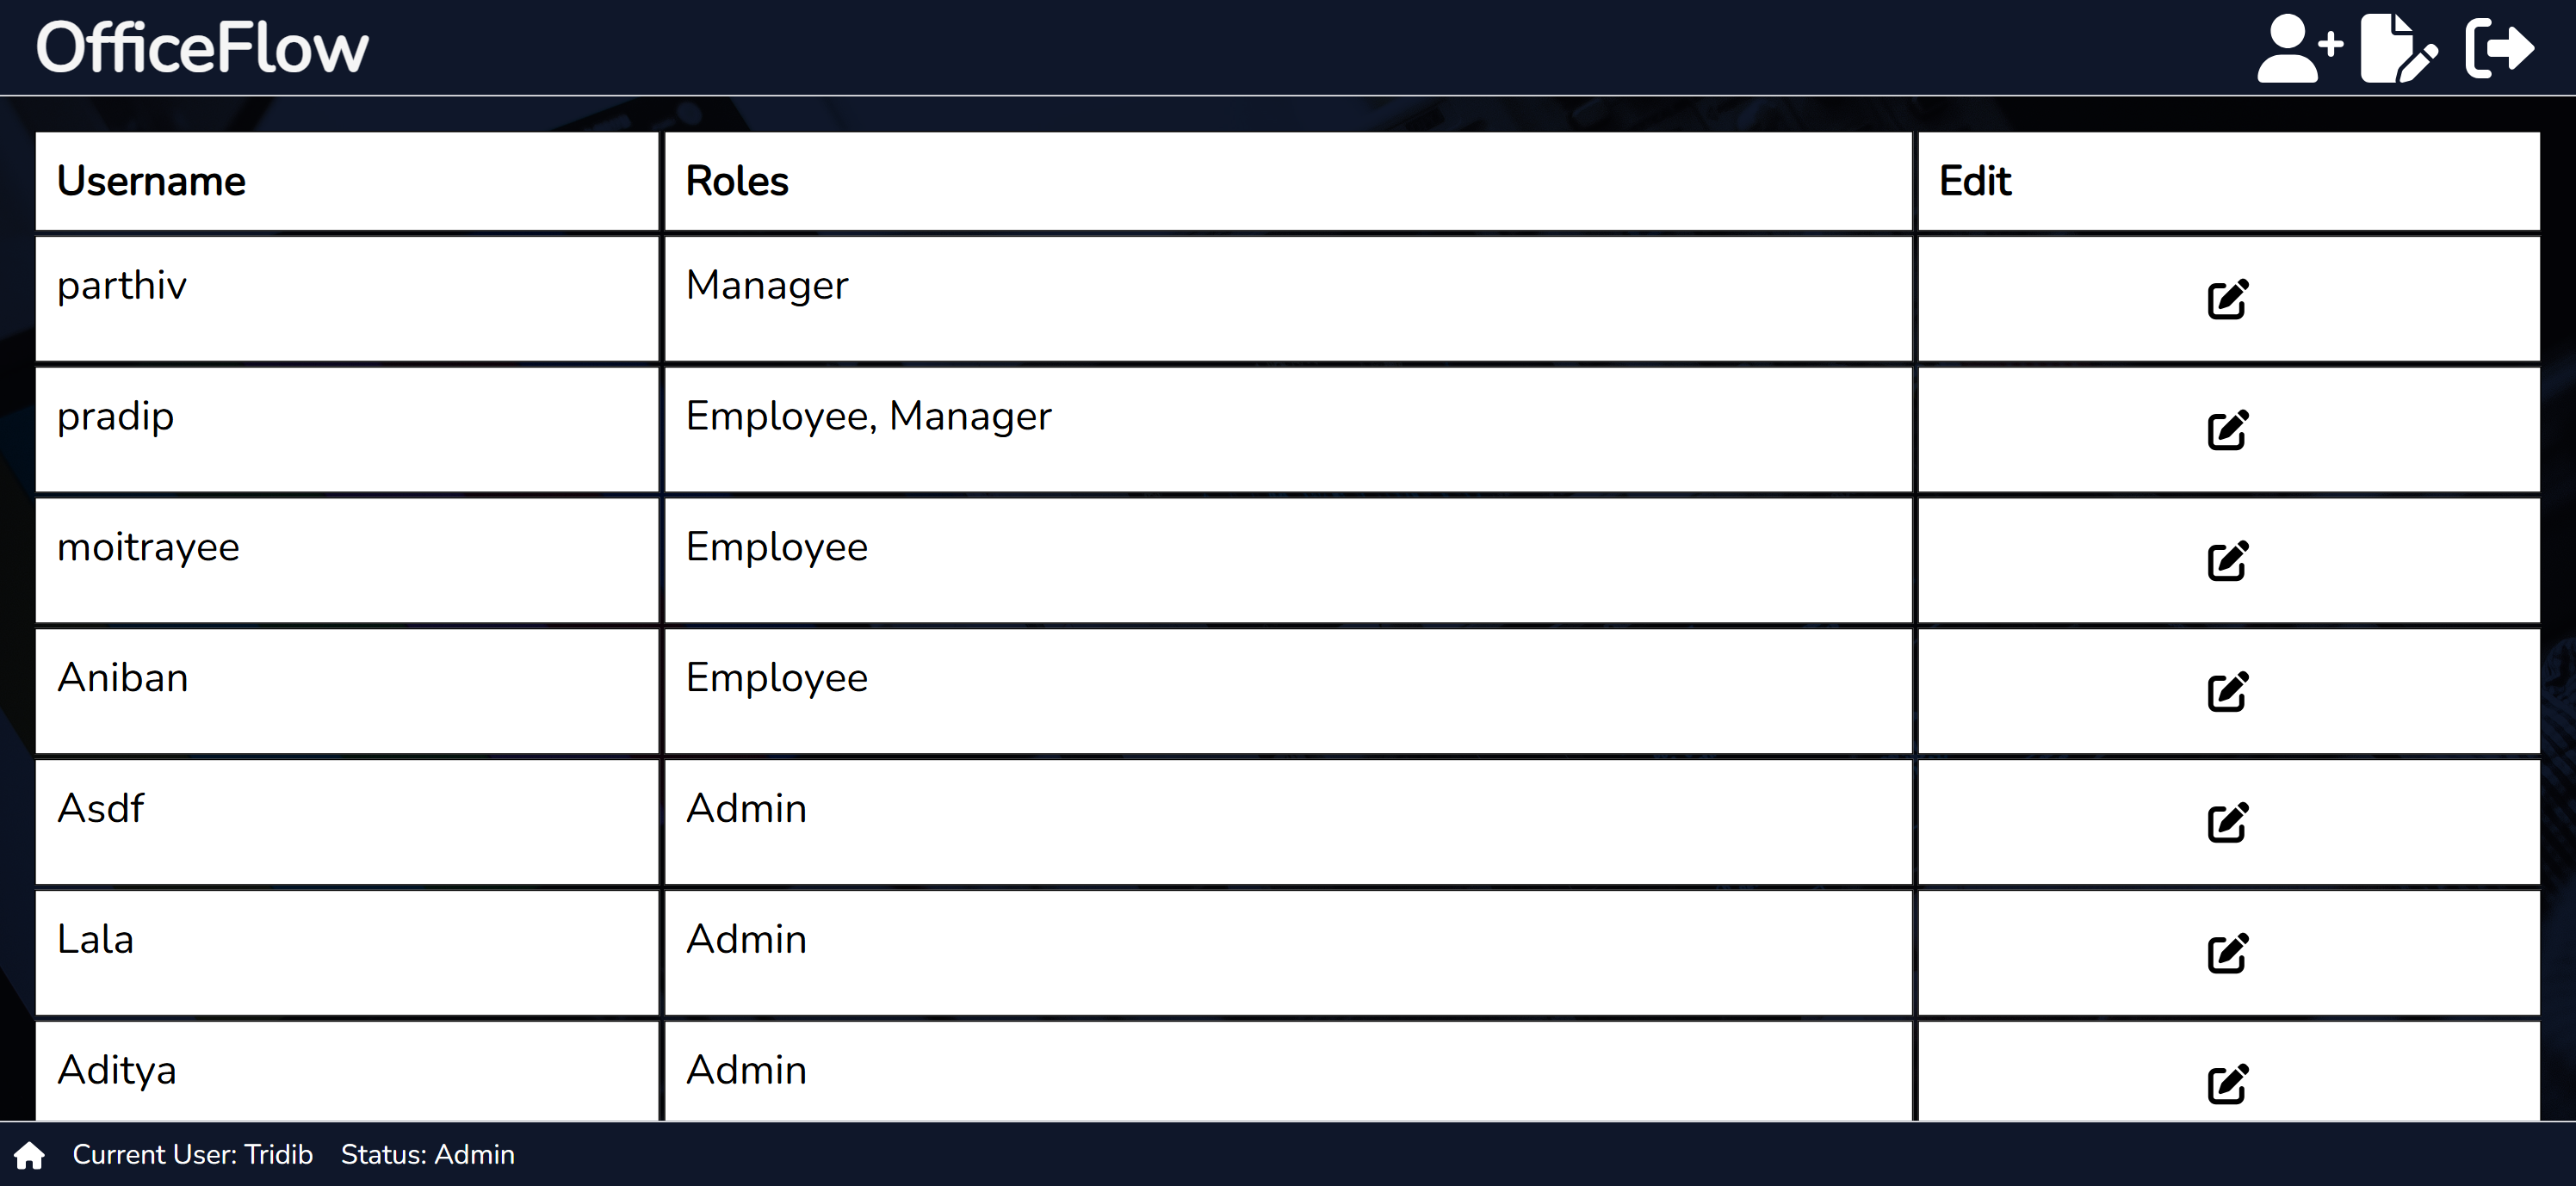 OfficeFlow
Username Roles Edit
parthiv Manager
pradip Employee, Manager
moitrayee Employee
Aniban Employee
Asdf Admin
Lala Admin
Aditya Admin
Current User: Tridib Status: Admin